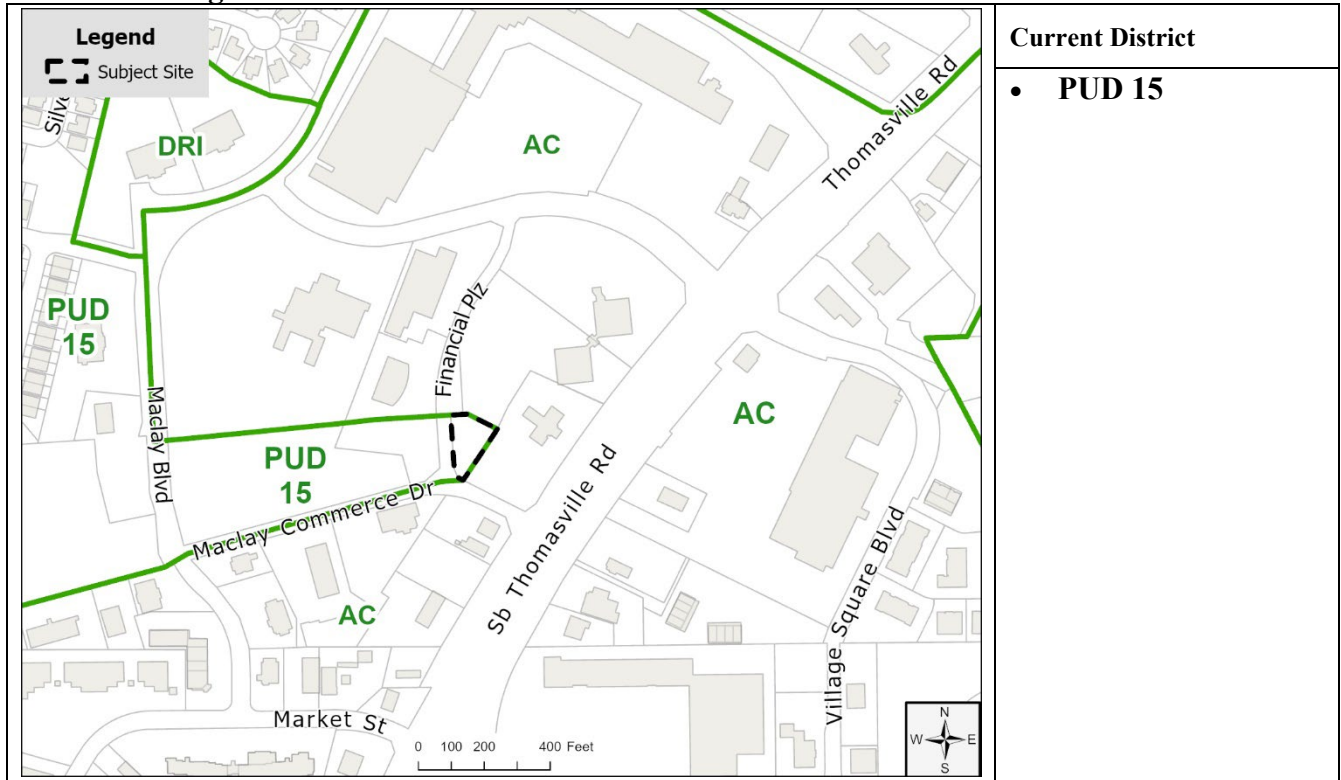 Legend
Subject Site
Current District
• PUD 15
DRI
AC
Thomasville Rd
PUD
15
Financial Plz
Maclay Blvd
AC
PUD
15
Maclay Commerce Dr
Sb Thomasville Rd
AC
Village Square Blvd
Market St
0 100 200 400 Feet
N
W E
S